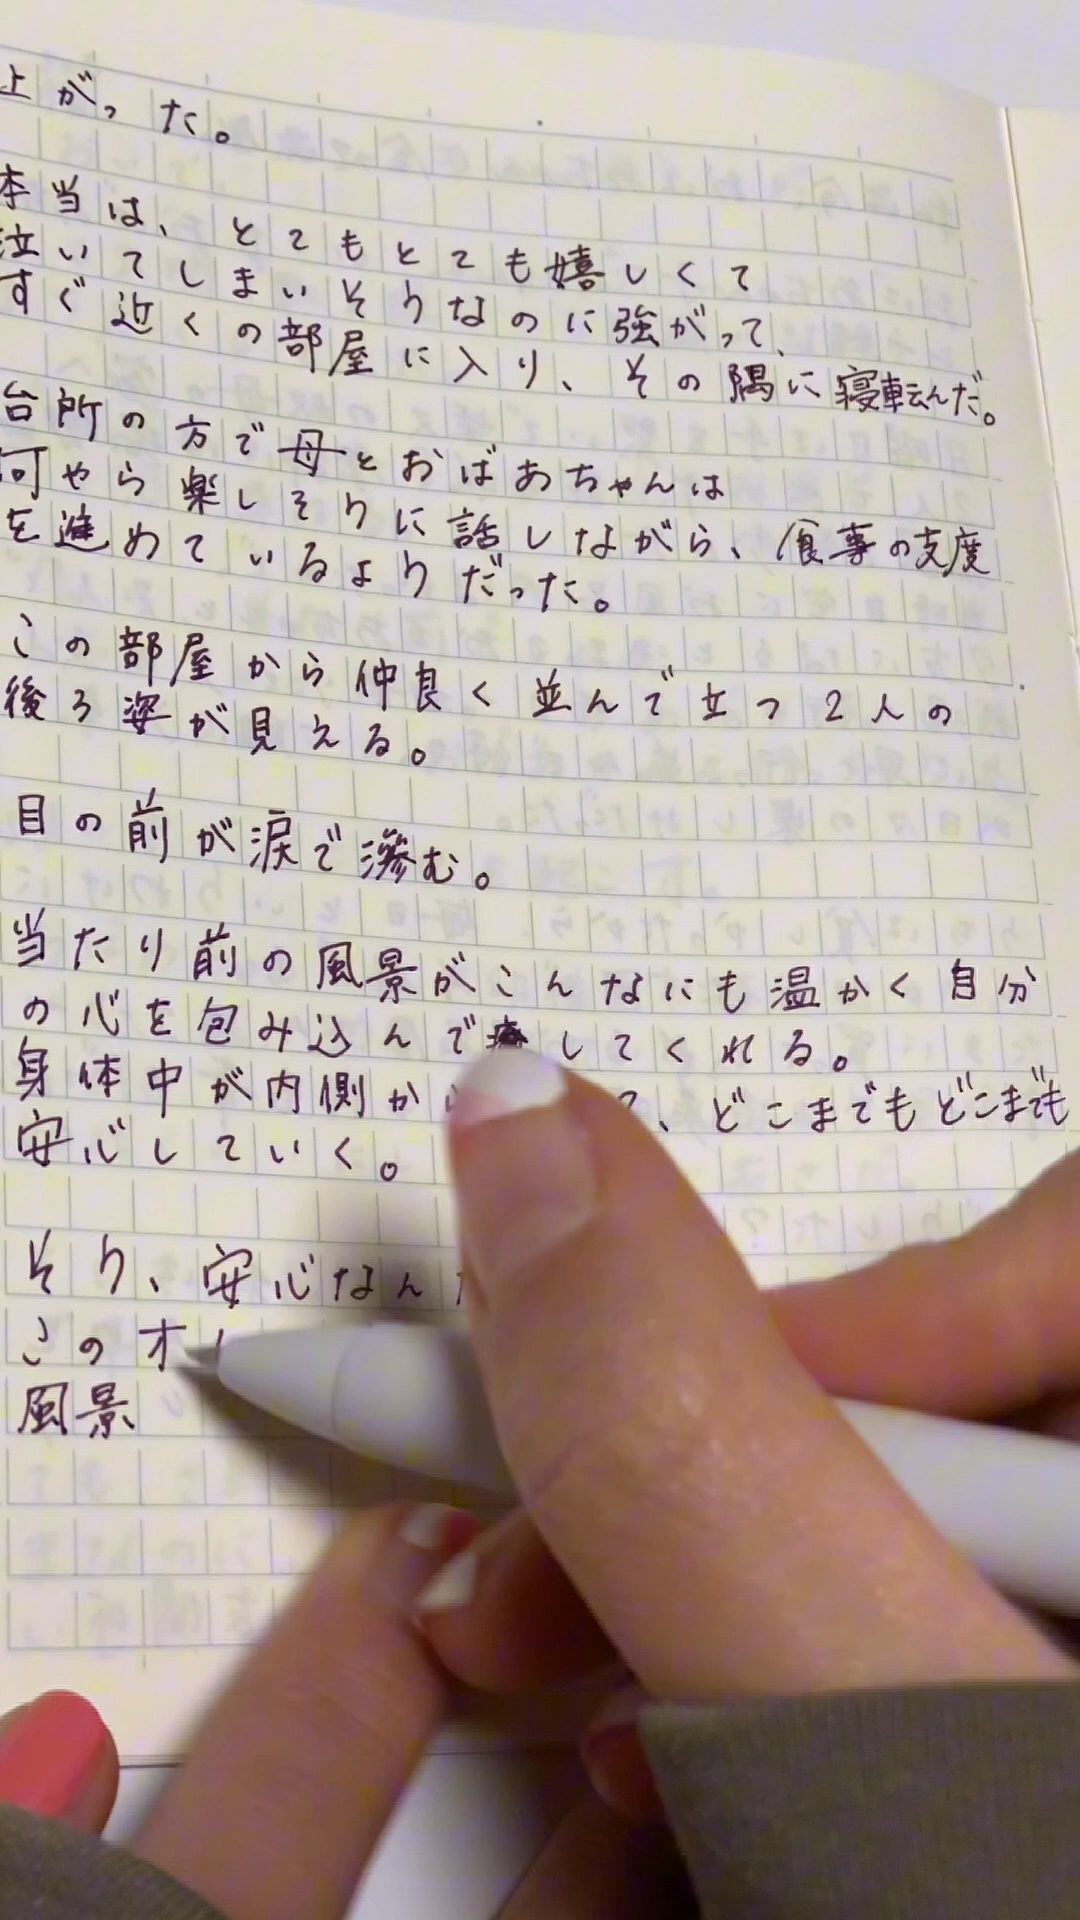 上がった。
本当は、とてもとても嬉しくて
泣いてしまいそうなのに強がって、
すぐ近くの部屋に入り、その隅に寝転んだ。
台所の方で母とおばあちゃんは
何やら楽しそうに話しながら、食事の支度
を進めているようだった。
この部屋から仲良く並んで立つ2人の
後ろ姿が見える。
目の前が涙で滲む。
当たり前の風景がこんなにも温かく自分
の心を包み込んで癒してくれる。
身体中が内側か、どこまでもどこまでも
安心していく。
そう、安心なん
この
風景